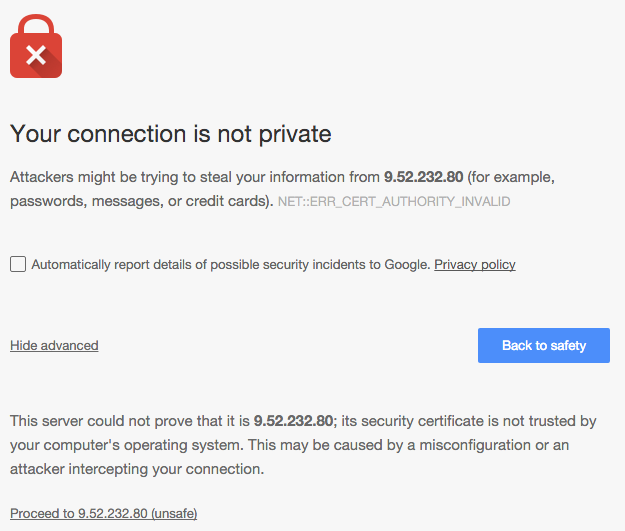 Your connection is not private
Attackers might be trying to steal your information from 9.52.232.80 (for example,
passwords, messages, or credit cards). NET::ERR_CERT_AUTHORITY_INVALID
Automatically report details of possible security incidents to Google. Privacy policy
Hide advanced
Back to safety
This server could not prove that it is 9.52.232.80; its security certificate is not trusted by
your computer's operating system. This may be caused by a misconfiguration or an
attacker intercepting your connection.
Proceed to 9.52.232.80 (unsafe)